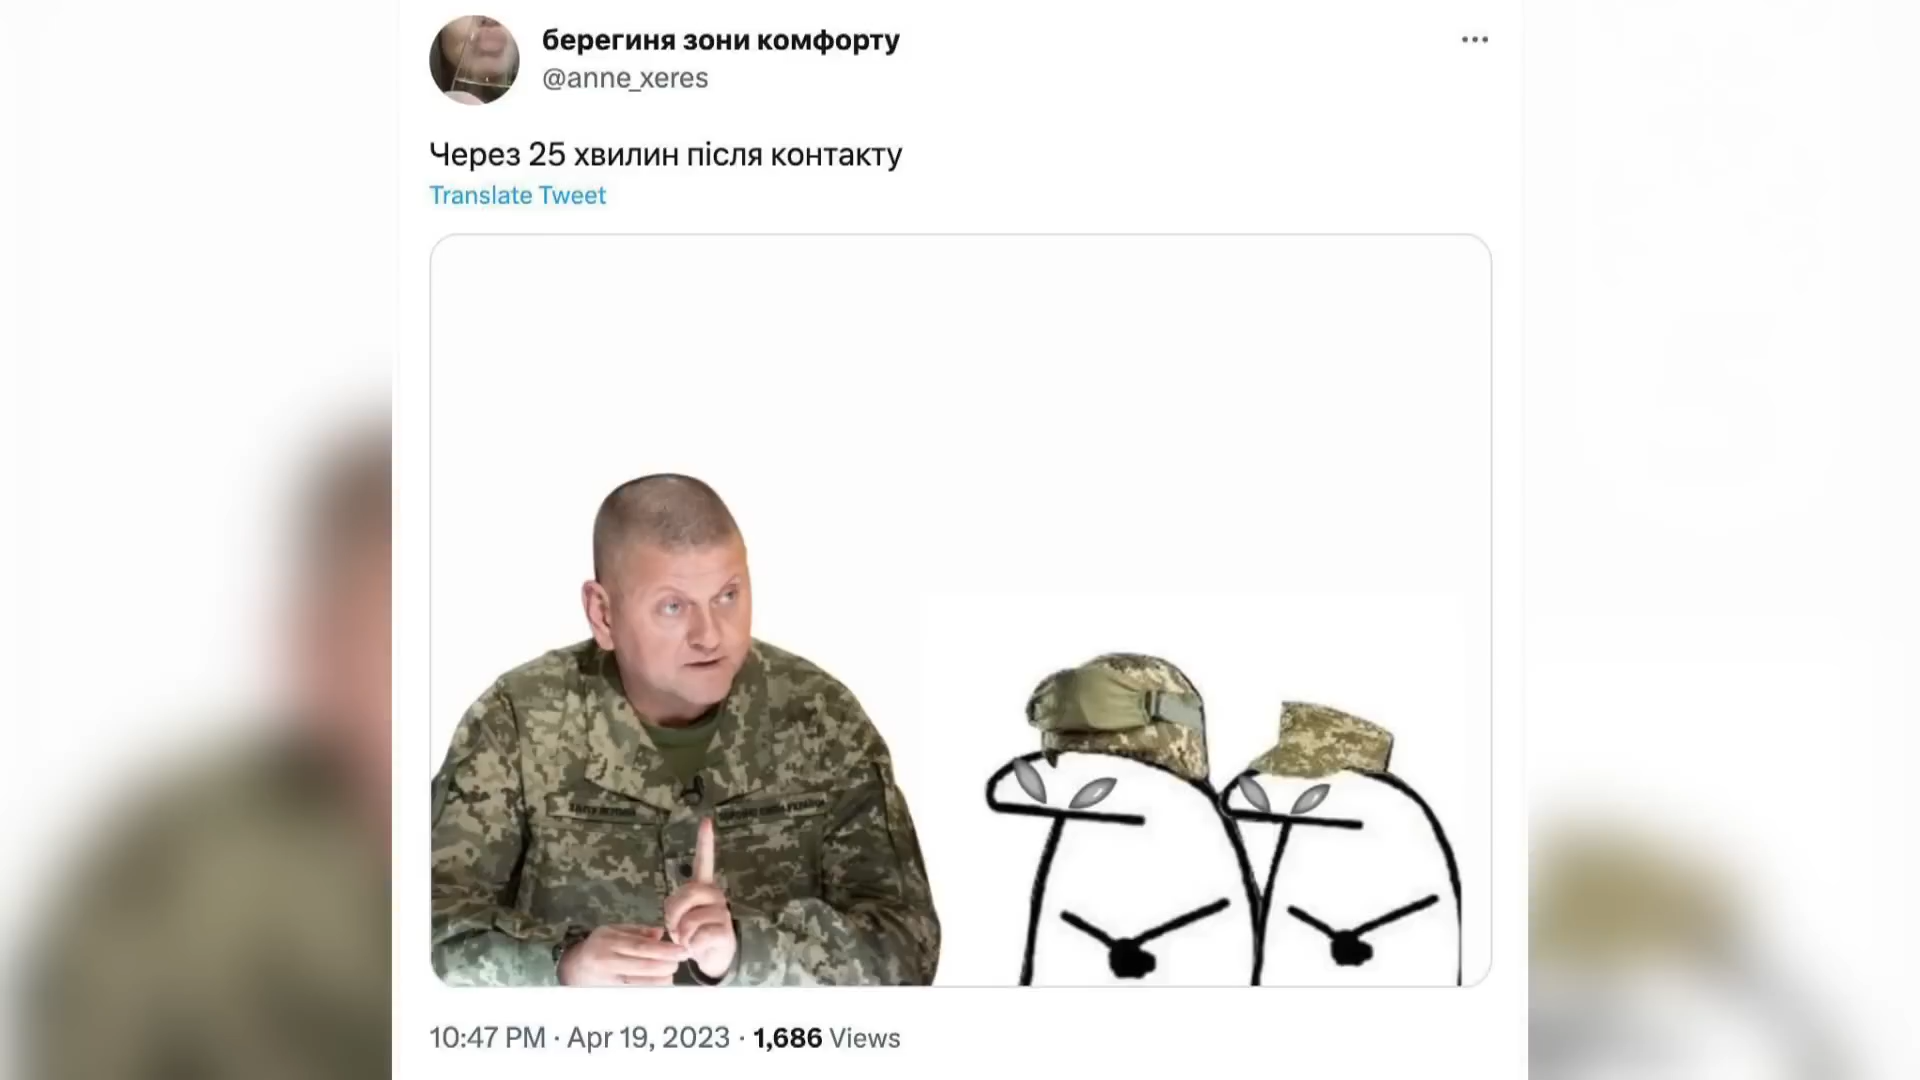 берегиня зони комфорту
@anne_xeres
Через 25 хвилин після контакту
Translate Tweet
10:47 PM · Apr 19, 2023 · 1,686 Views